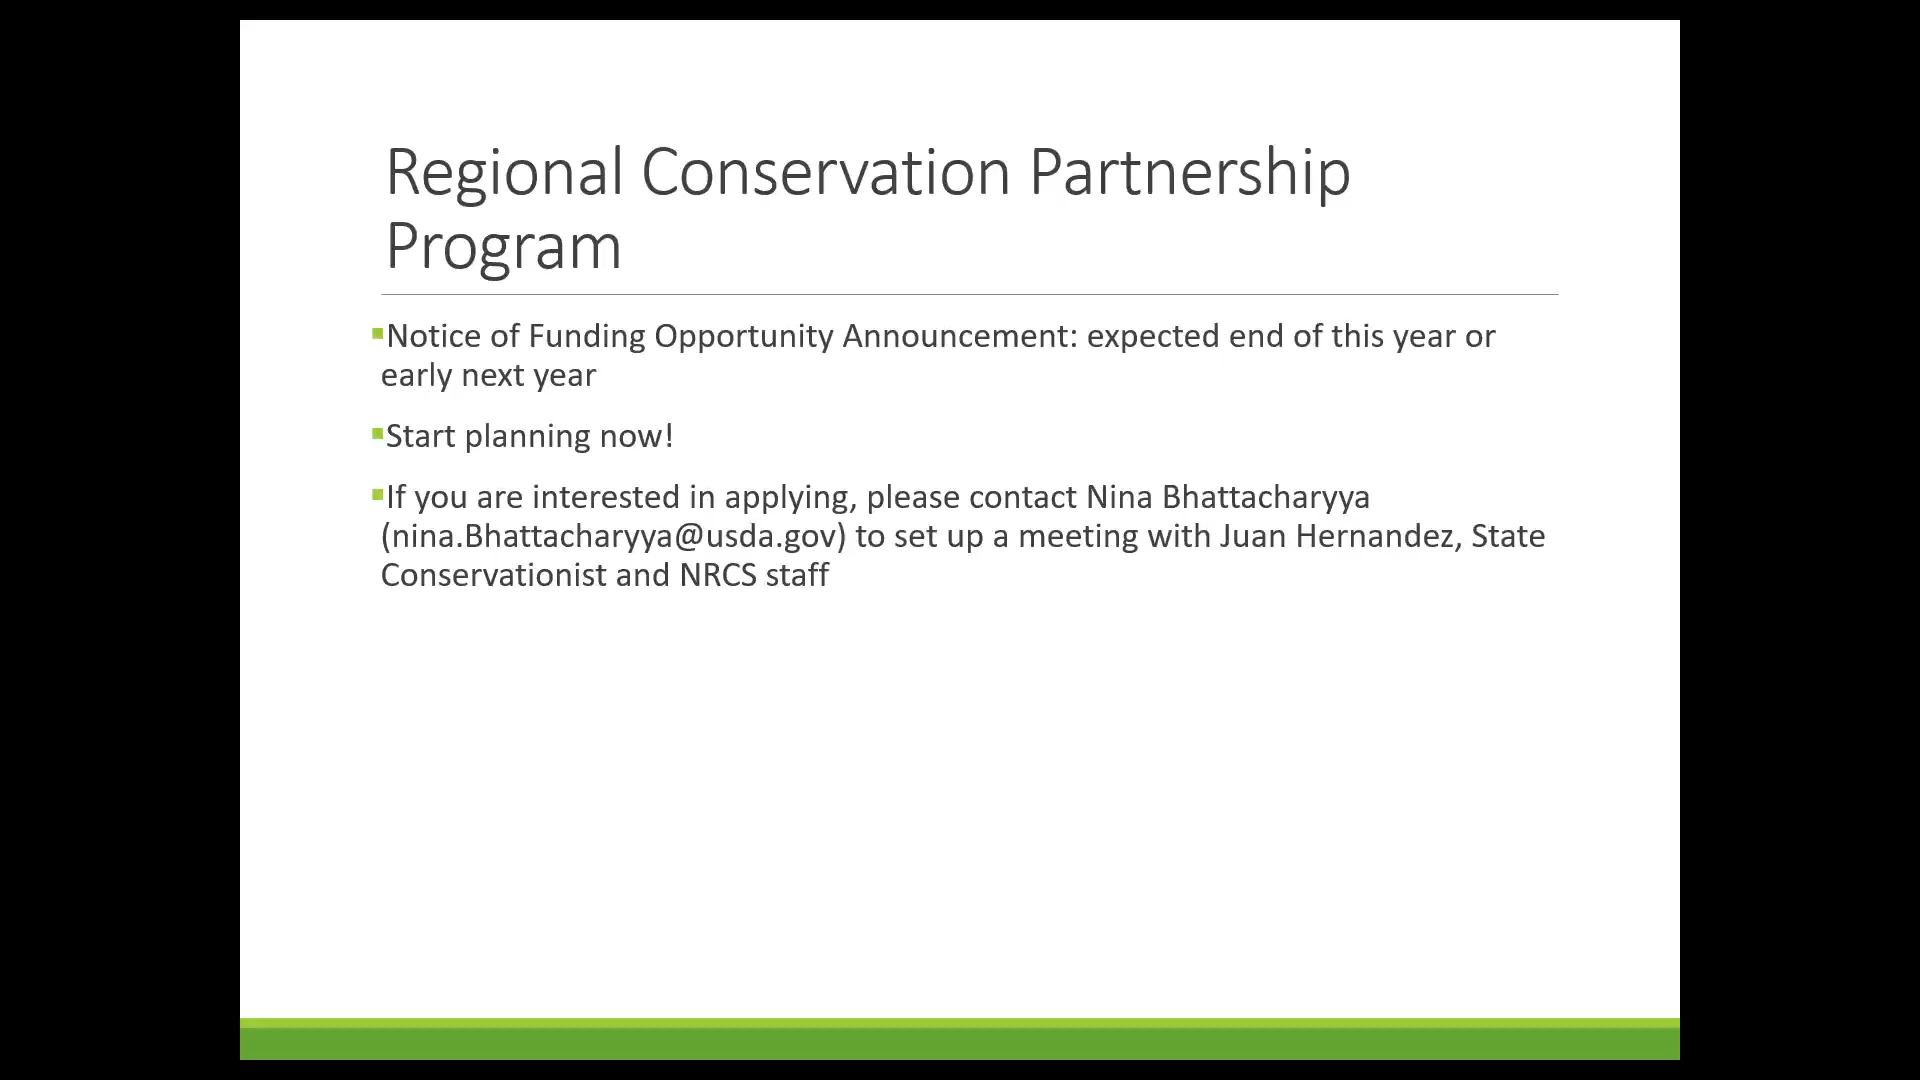 Regional Conservation Partnership
Program
Notice of Funding Opportunity Announcement: expected end of this year or
early next year
Start planning now!
If you are interested in applying, please contact Nina Bhattacharyya
(nina.Bhattacharyya@usda.gov) to set up a meeting with Juan Hernandez, State
Conservationist and NRCS staff